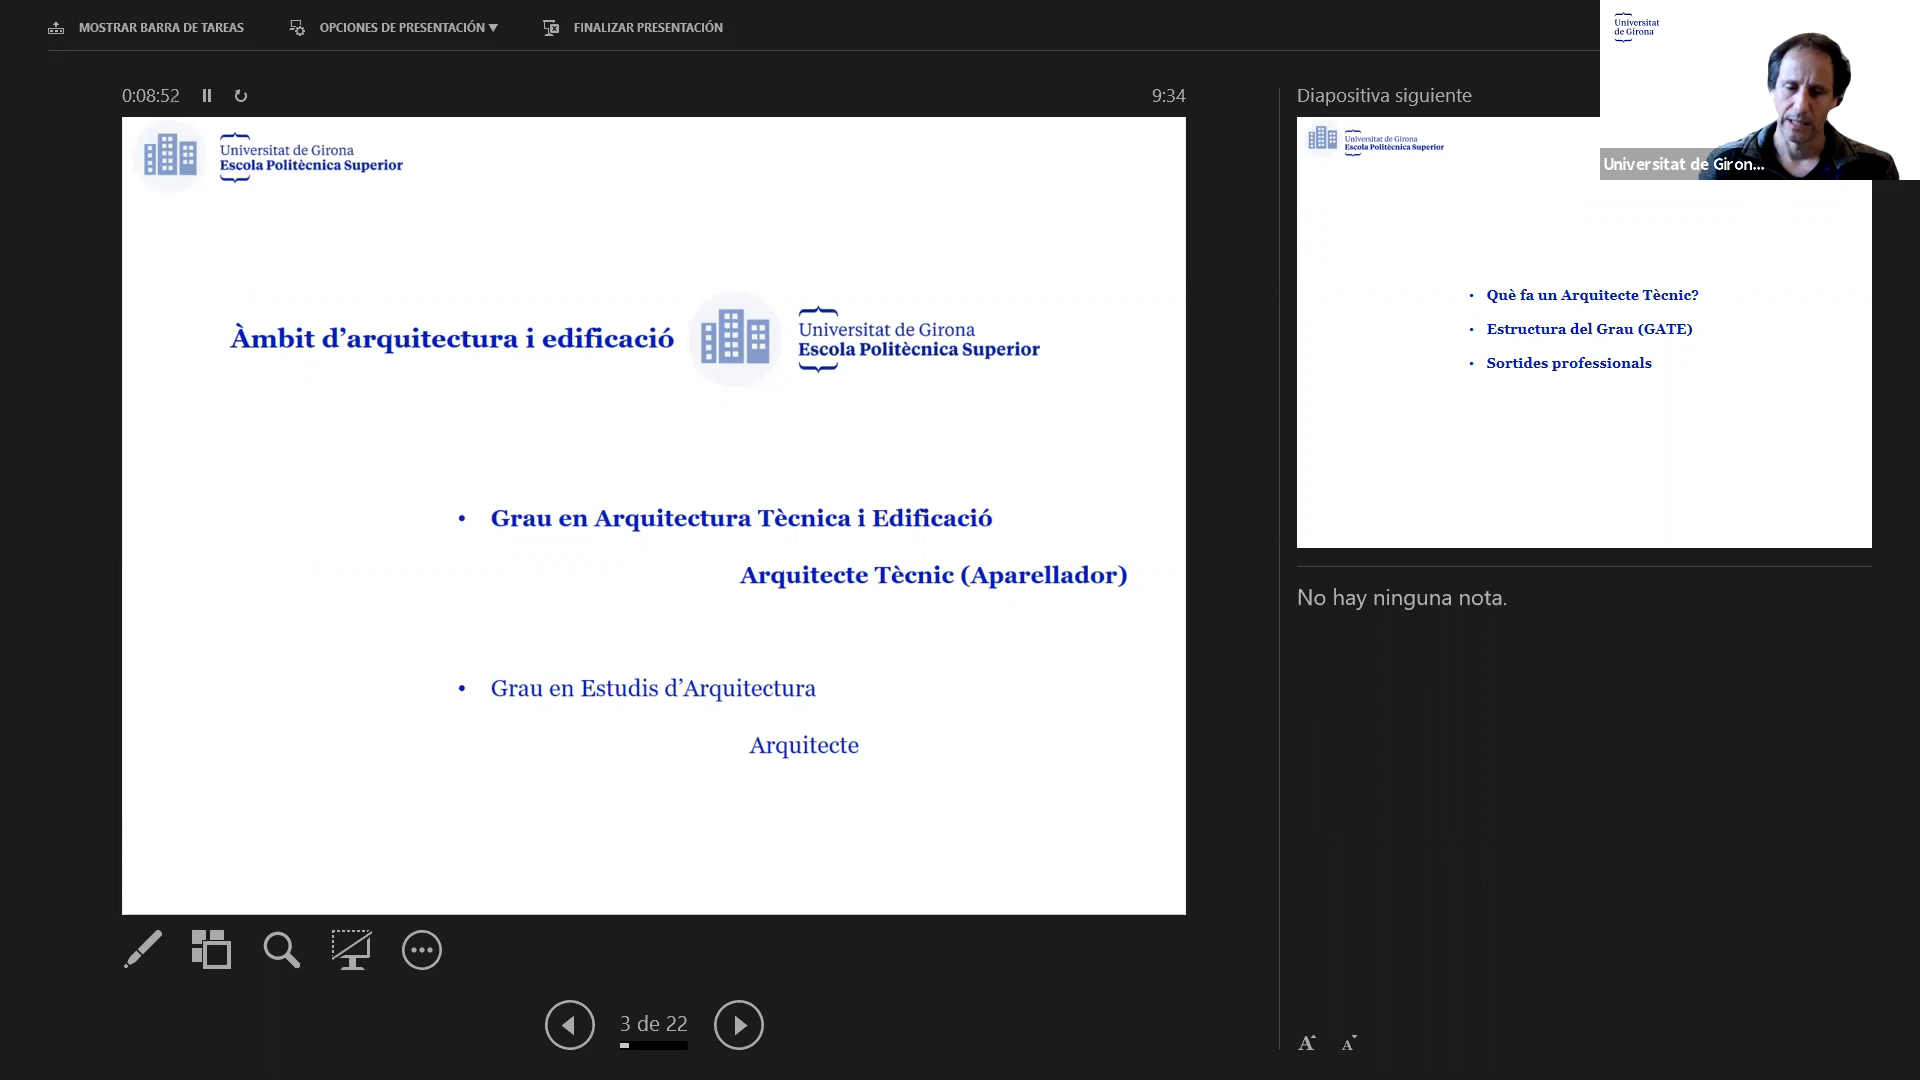 MOSTRAR BARRA DE TAREAS
OPCIONES DE PRESENTACIÓN
FINALIZAR PRESENTACIÓN
0:08:52
9:34
Universitat de Girona
Escola Politècnica Superior
Àmbit d'arquitectura i edificació
Universitat de Girona
Escola Politècnica Superior
• Grau en Arquitectura Tècnica i Edificació
Arquitecte Tècnic (Aparellador)
• Grau en Estudis d'Arquitectura
Arquitecte
3 de 22
Diapositiva siguiente
Universitat de Girona
Escola Politècnica Superior
• Què fa un Arquitecte Tècnic?
• Estructura del Grau (GATE)
• Sortides professionals
No hay ninguna nota.
A A
Universitat
de Girona
Universitat de Giron...